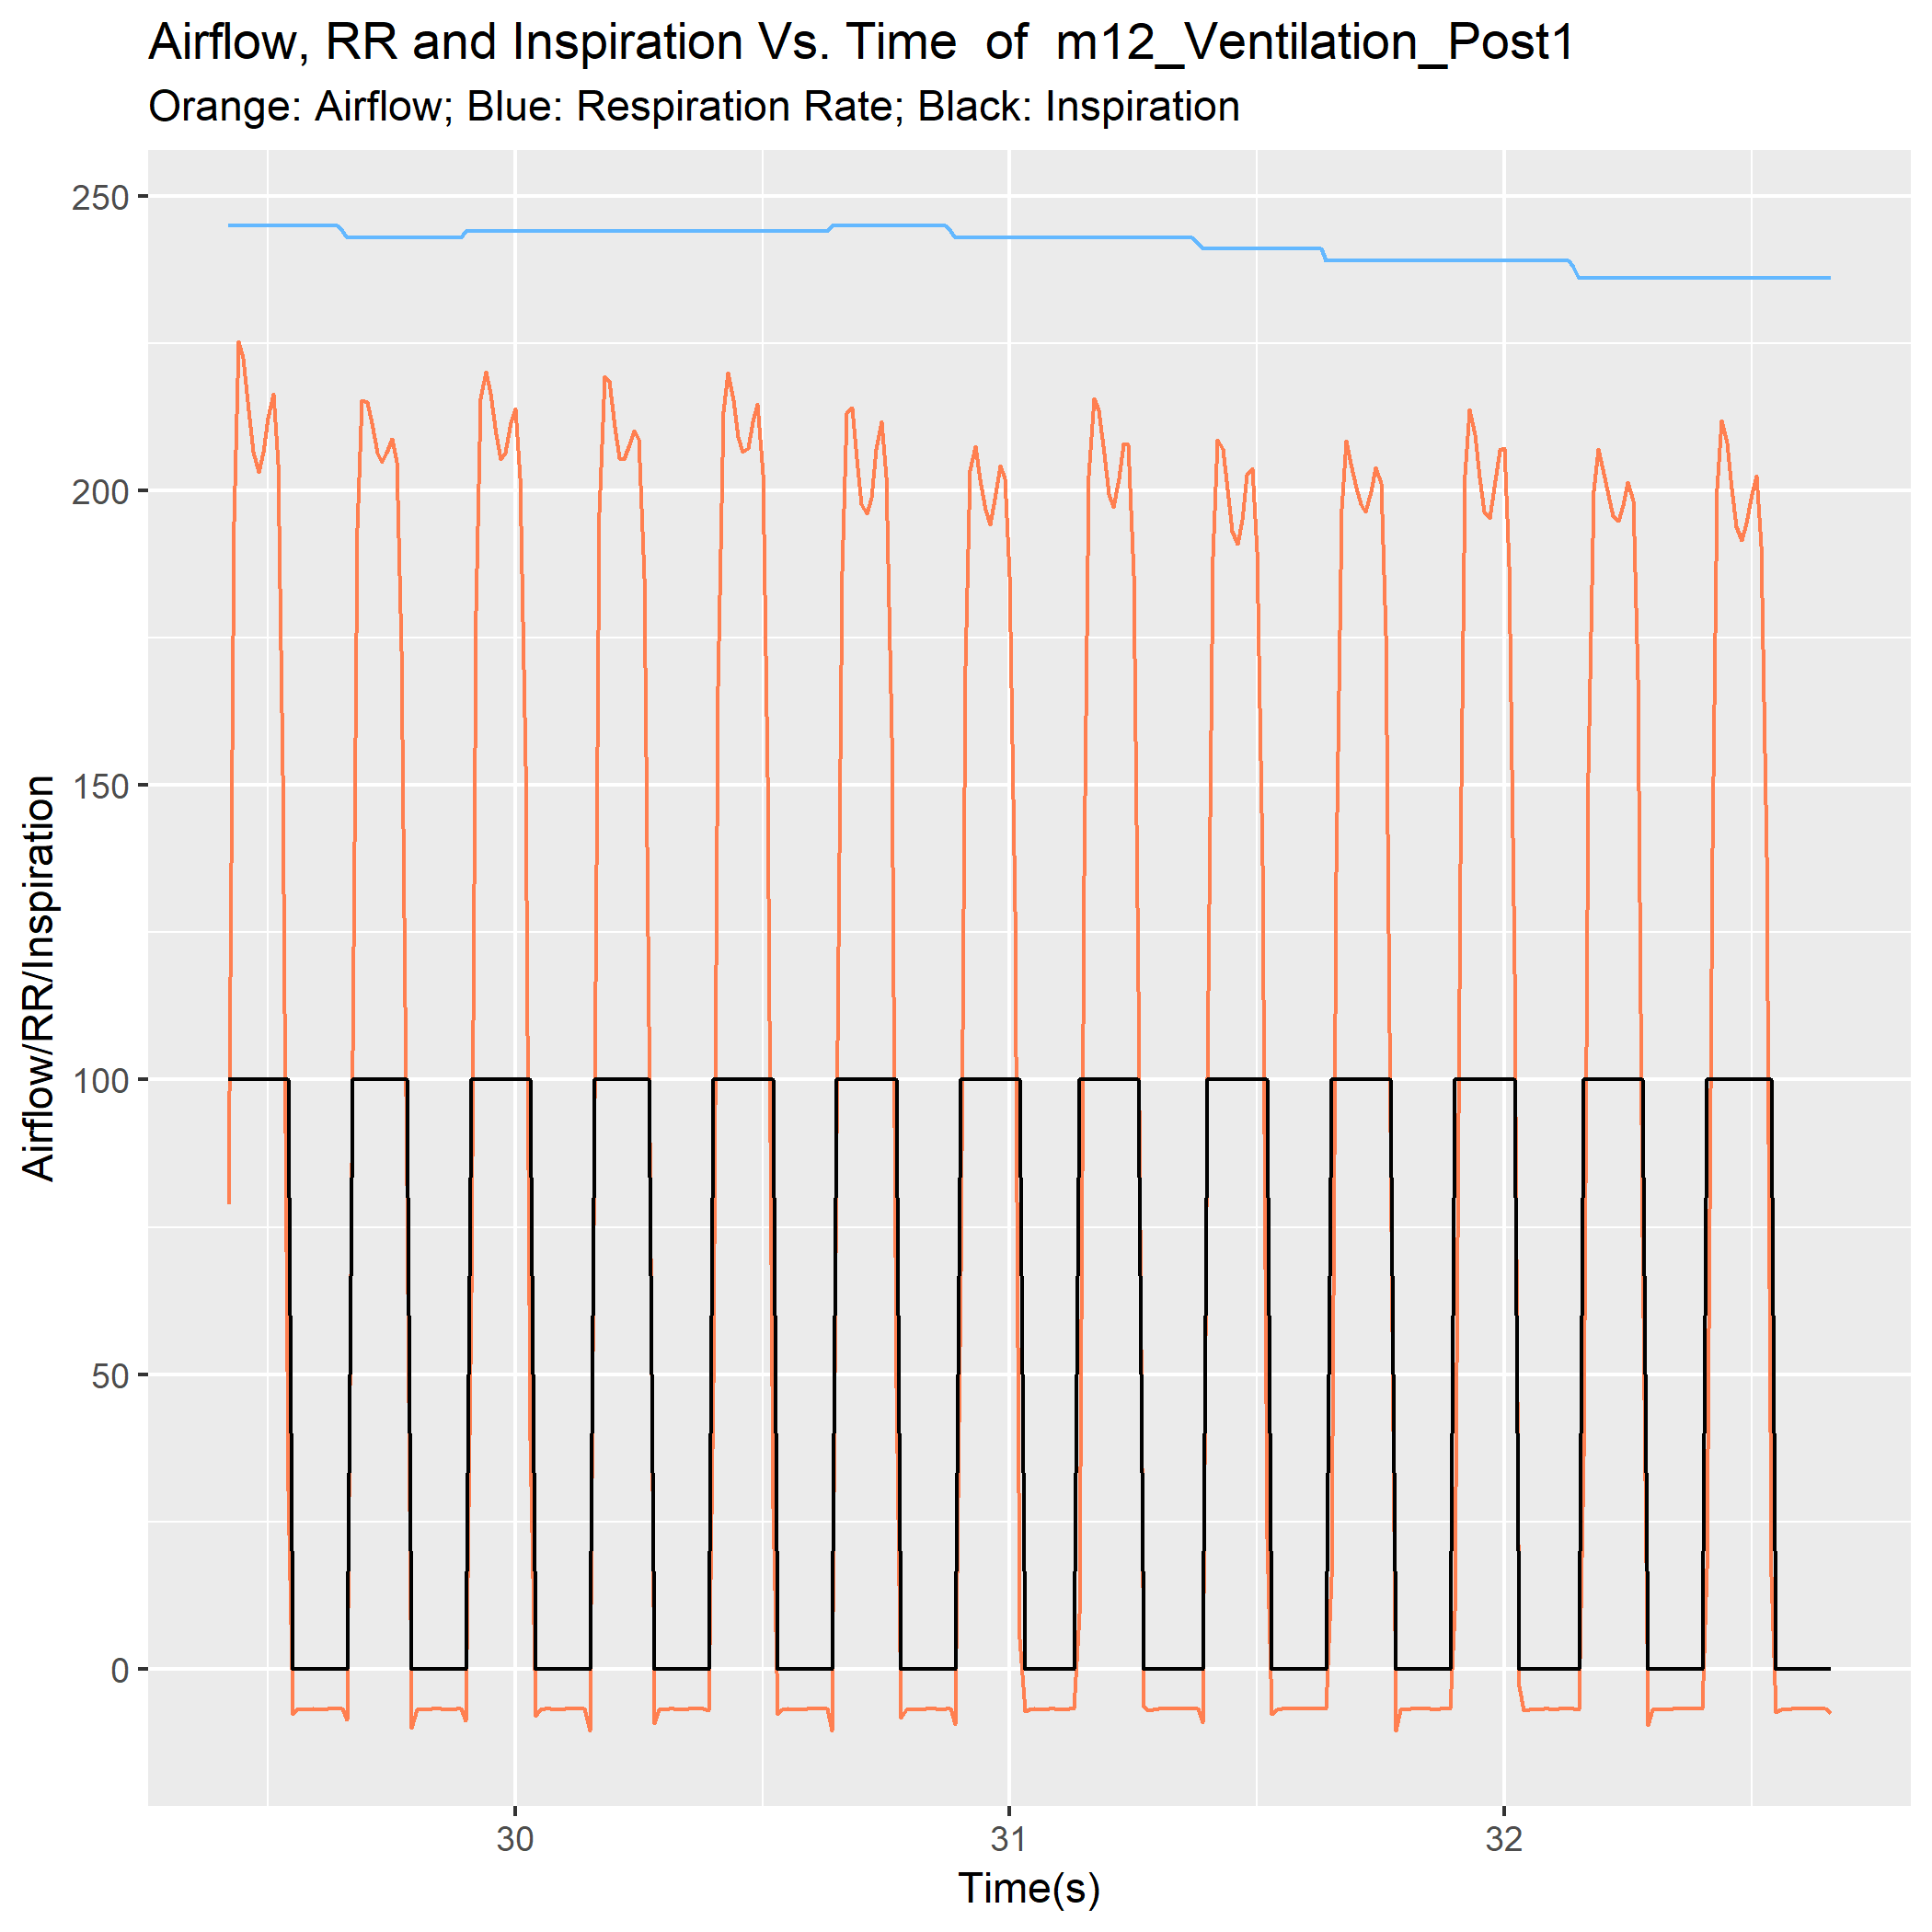 Airflow, RR and Inspiration Vs. Time  of  m12_Ventilation_Post1
Orange: Airflow; Blue: Respiration Rate; Black: Inspiration
Airflow/RR/Inspiration
250
200
150
100
50
0
30
31
32
Time(s)